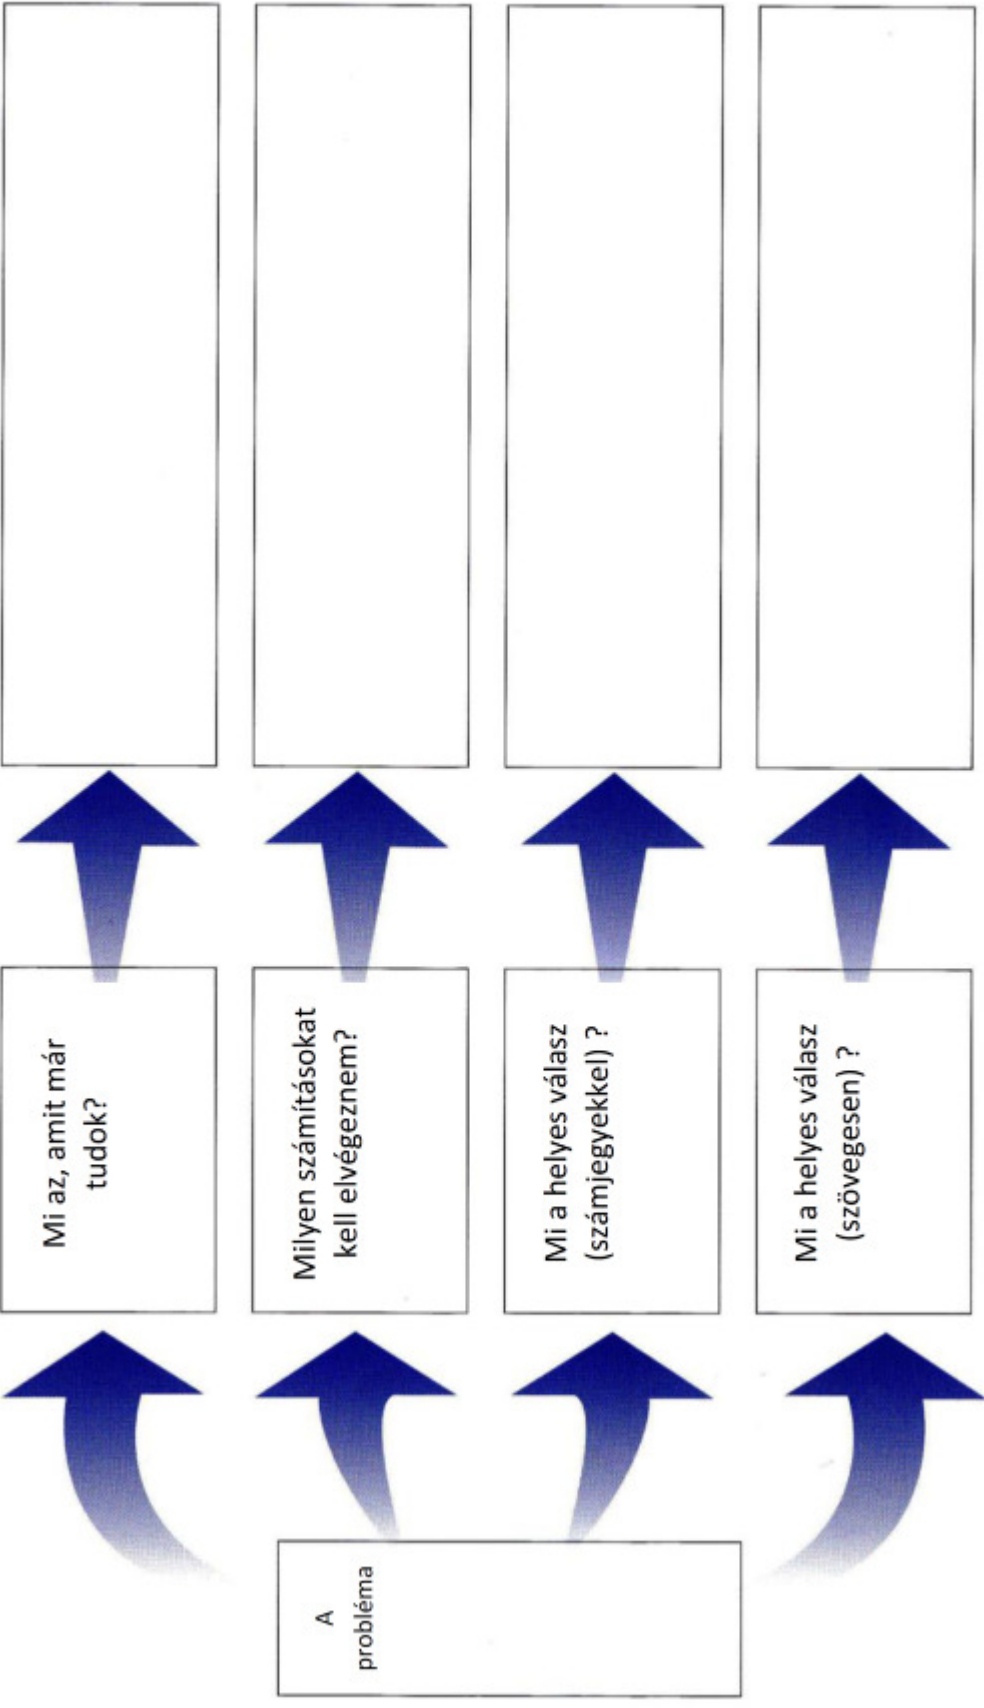 A
probléma
Mi az, amit már
tudok?
Milyen számításokat
kell elvégeznem?
Mi a helyes válasz
(számjegyekkel) ?
Mi a helyes válasz
(szövegesen) ?